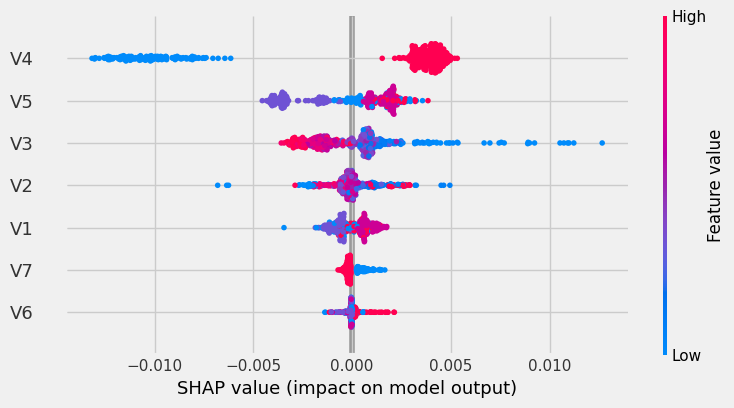 High
V4
V5
V3
V2
V1
V7
V6
Feature value
Low
−0.010
−0.005
0.000
0.005
0.010
SHAP value (impact on model output)